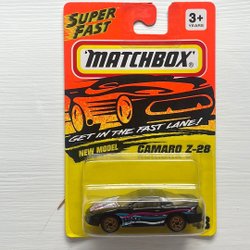 SUPER
FAST
3+
YEARS
MATCHBOX
GET IN THE FAST LANE!
NEW MODEL
CAMARO Z-28